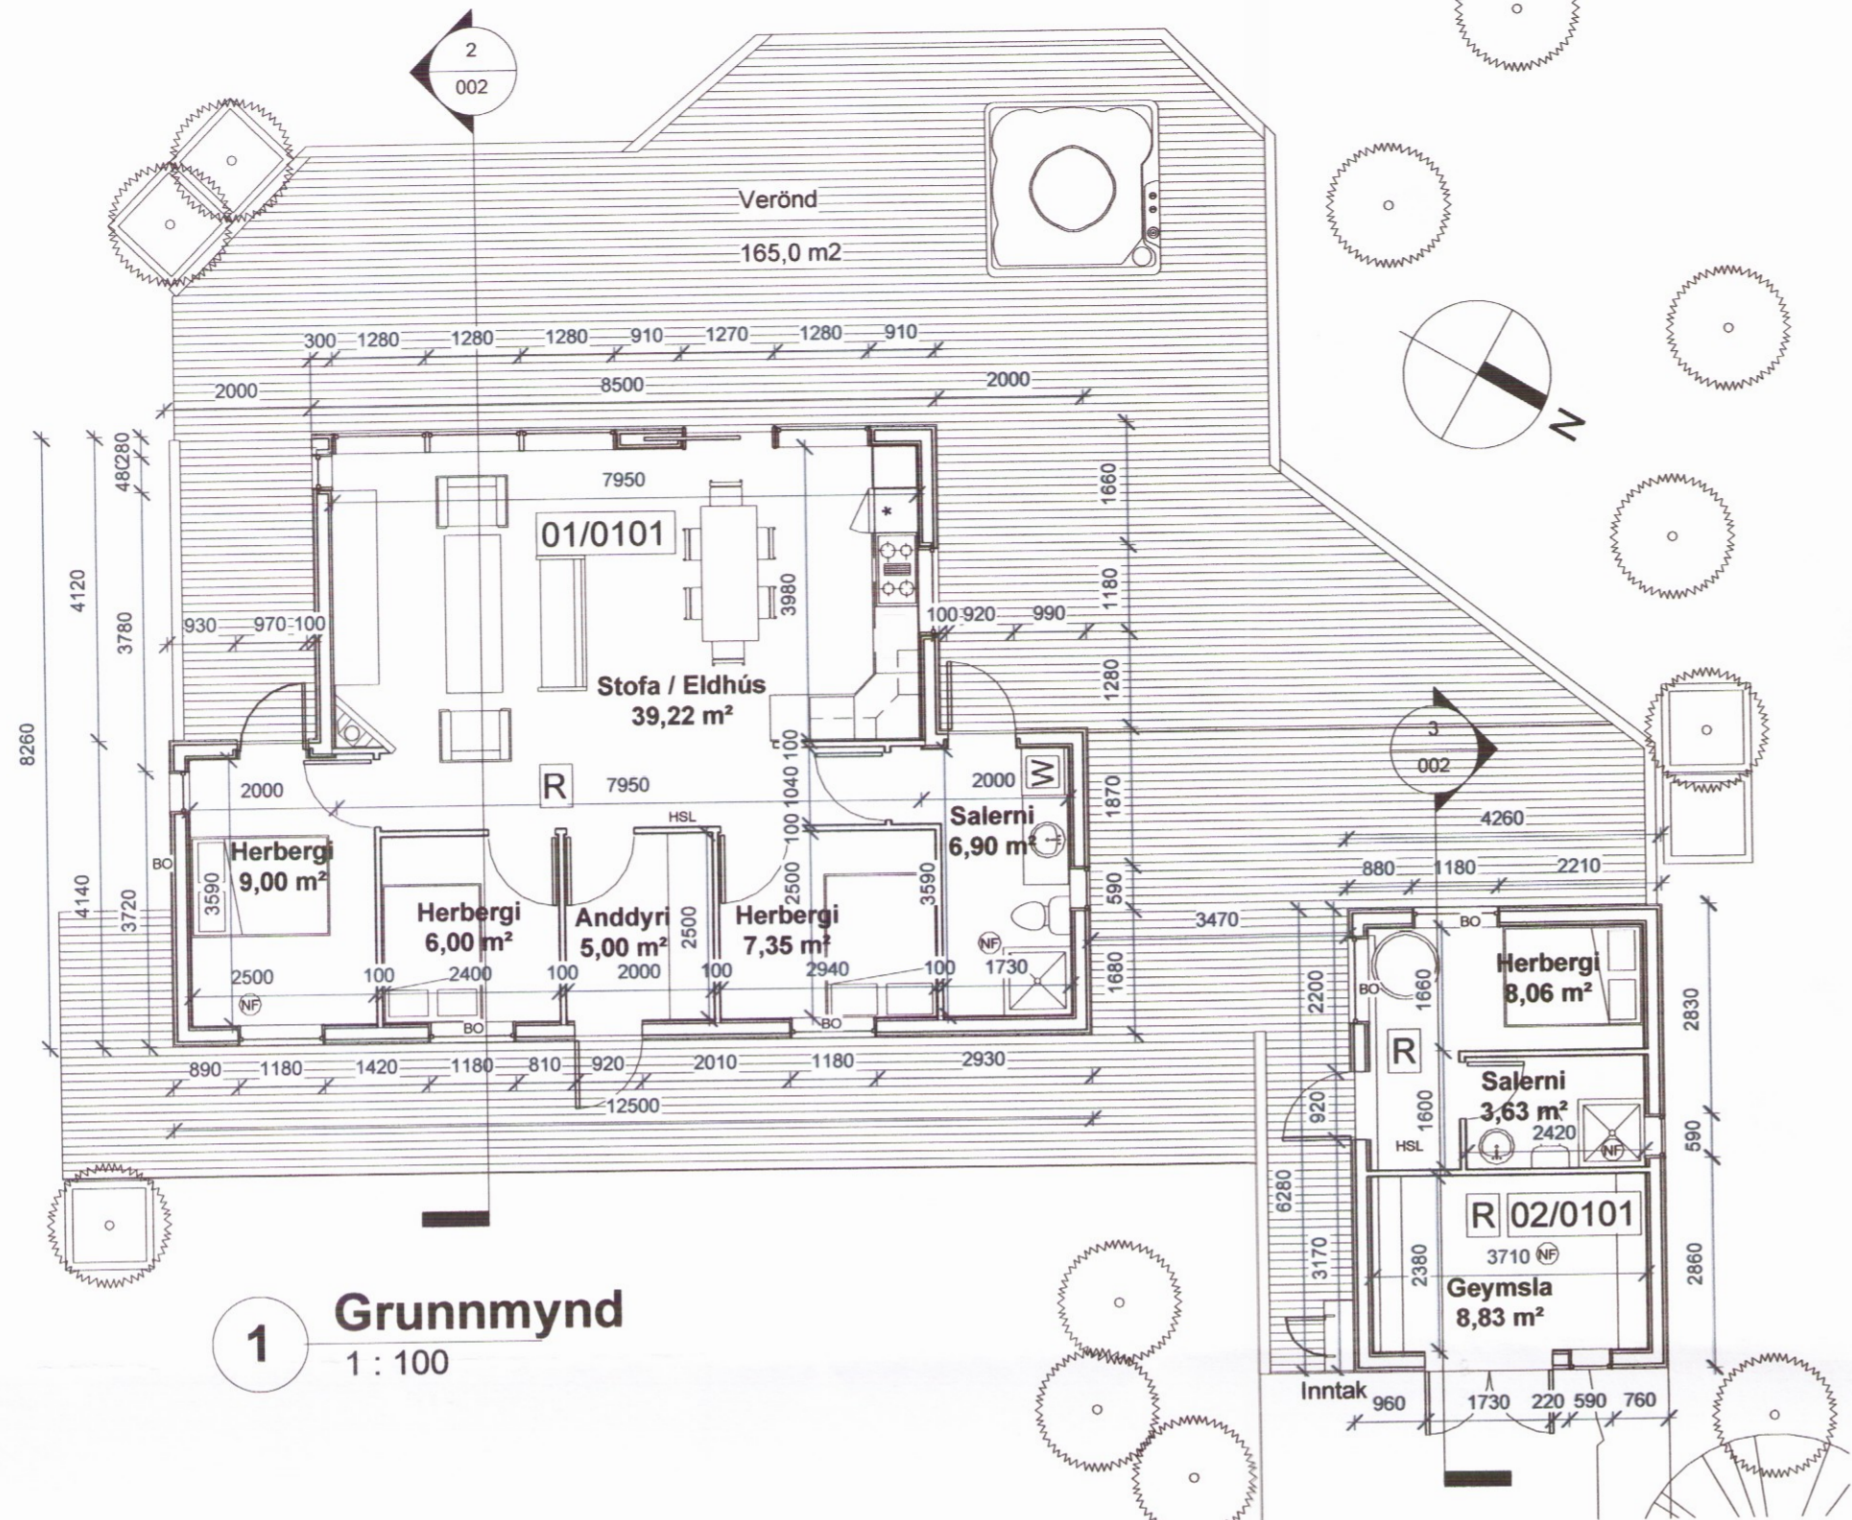 2
002
Verönd
165,0 m2
300 1280 1280 1280 910 1270 1280 910
2000 8500 2000
N
280
480
4120
3780
8260
7950
01/0101
*
3980
1660
1180
1280
930 970 100
100 920 990
Stofa / Eldhús
39,22 m²
3
002
100
1040
100
2000
R
7950
HSL
2000
W
1870
4260
Salerni
6,90 m²
BO
Herbergi
9,00 m²
3590
4140
3720
2500
3590
590
880 1180 2210
3470
Herbergi
6,00 m²
Anddyri
5,00 m²
2500
Herbergi
7,35 m²
NF
1680
2500 100 2400 100 2000 100 2940 100 1730
NF
BO
BO
890 1180 1420 1180 810 920 2010 1180 2930
12500
BO
BO
Herbergi
8,06 m²
2200
1660
2830
R
Salerni
3,63 m²
920
1600
2420
HSL
NF
590
6280
3170
R 02/0101
2380
3710 NF
2860
Geymsla
8,83 m²
Inntak
960 1730 220 590 760
1
Grunnmynd
1 : 100